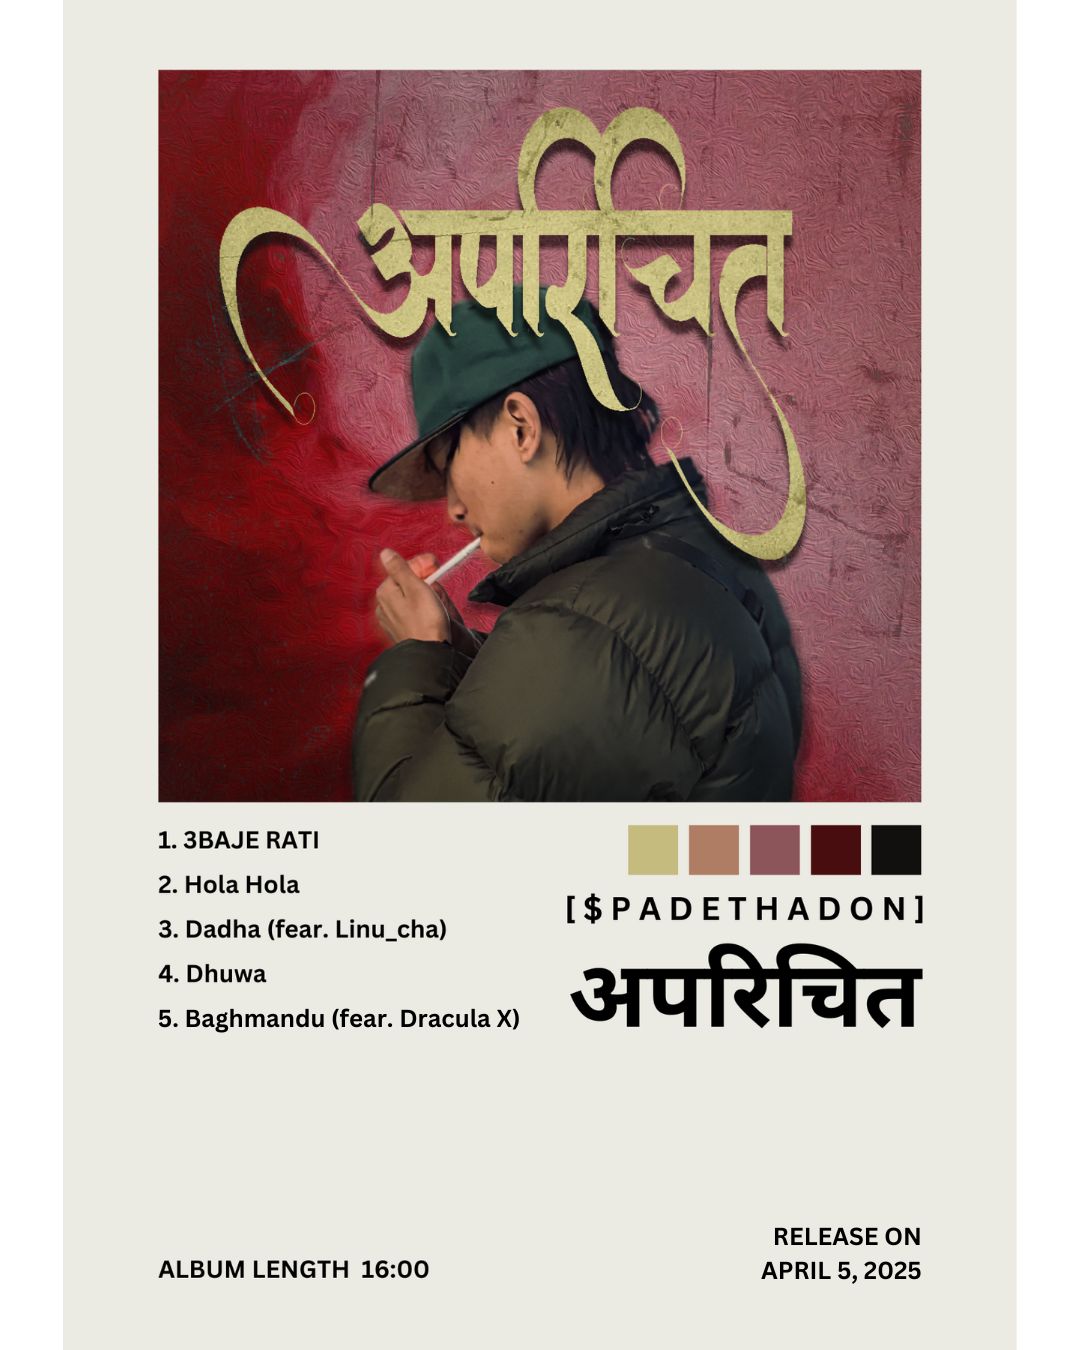 अपरिचित
1. 3BAJE RATI
2. Hola Hola
3. Dadha (fear. Linu_cha)
4. Dhuwa
5. Baghmandu (fear. Dracula X)
[$PADETHADON]
अपरिचित
ALBUM LENGTH 16:00
RELEASE ON
APRIL 5, 2025